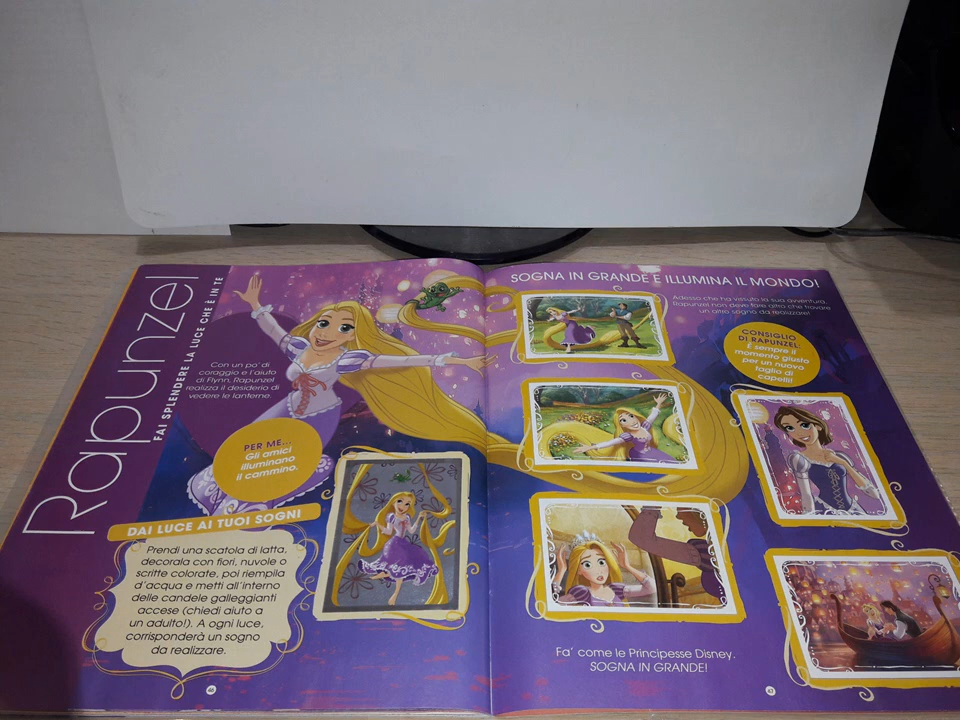 Rapunzel
FAI SPLENDERE LA LUCE CHE È IN TE
Con un po' di
coraggio e l'aiuto
di Flynn, Rapunzel
realizza il desiderio di
vedere le lanterne.
PER ME...
Gli amici
illuminano
il cammino.
DAI LUCE AI TUOI SOGNI
Prendi una scatola di latta,
decorala con fiori, nuvole o
scritte colorate, poi riempila
d'acqua e metti all'interno
delle candele galleggianti
accese (chiedi aiuto a
un adulto!). A ogni luce,
corrisponderà un sogno
da realizzare.
46
SOGNA IN GRANDE E ILLUMINA IL MONDO!
Adesso che ha vissuto la sua avventura,
Rapunzel non deve fare altro che trovare
un altro sogno da realizzare!
CONSIGLIO
DI RAPUNZEL:
È sempre il
momento giusto
per un nuovo
taglio di
capelli!
Fa' come le Principesse Disney.
SOGNA IN GRANDE!
47